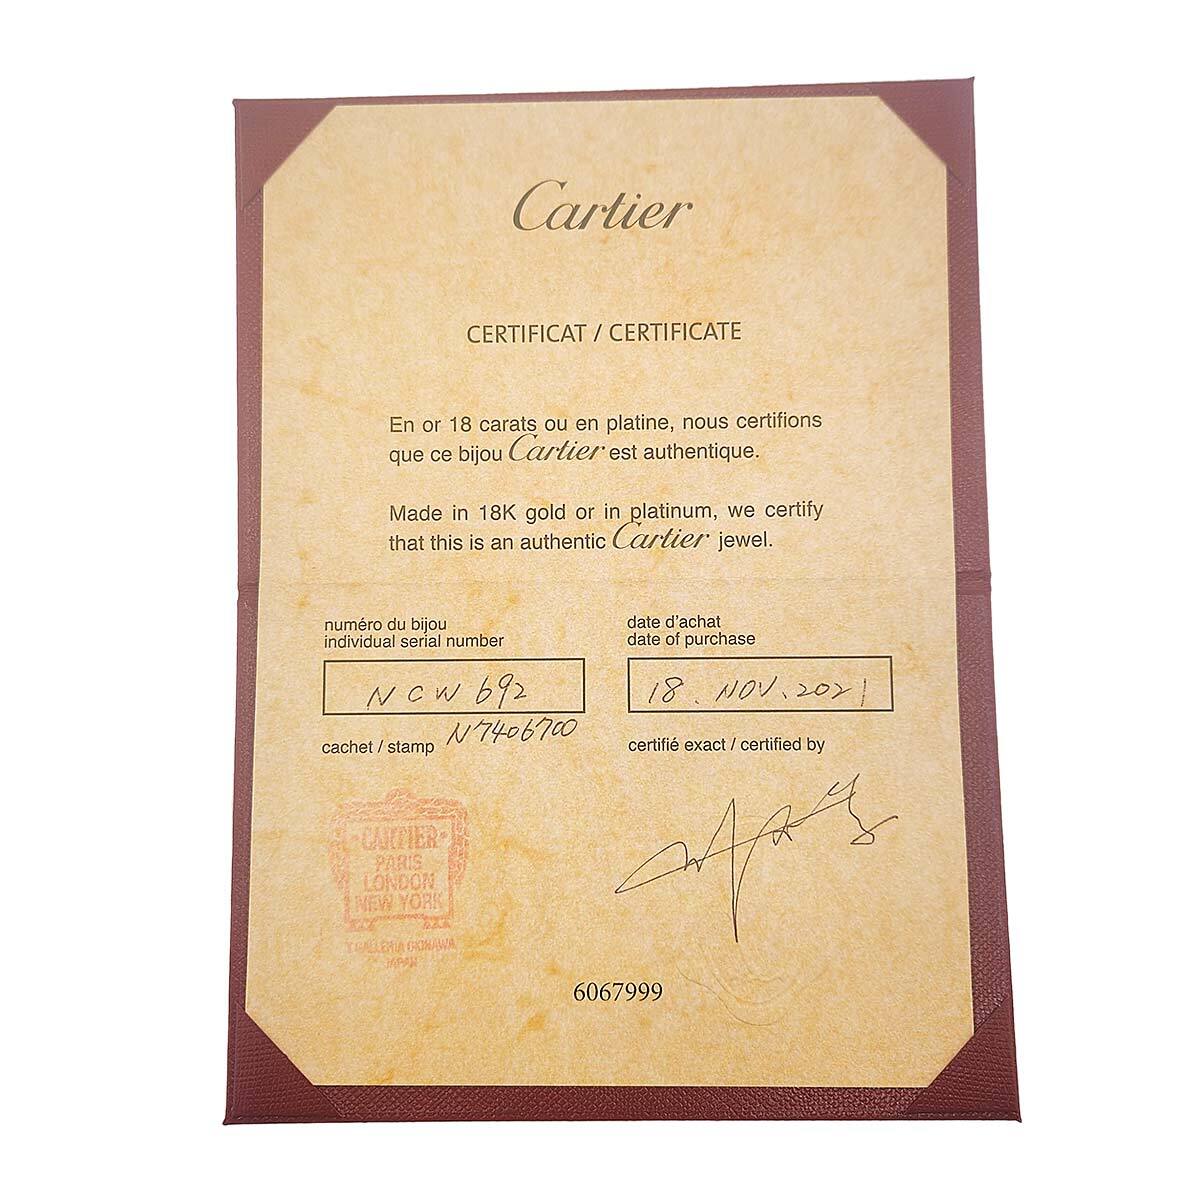 Cartier
CERTIFICAT / CERTIFICATE
En or 18 carats ou en platine, nous certifions
que ce bijou Cartier est authentique.
Made in 18K gold or in platinum, we certify
that this is an authentic Cartier jewel.
numéro du bijou
individual serial number
NCW692
N7406700
date d'achat
date of purchase
18. NOV. 2021
cachet / stamp
CARTIER
PARIS
LONDON
NEW YORK
T GALLERIA OKINAWA
JAPAN
certifié exact / certified by
6067999